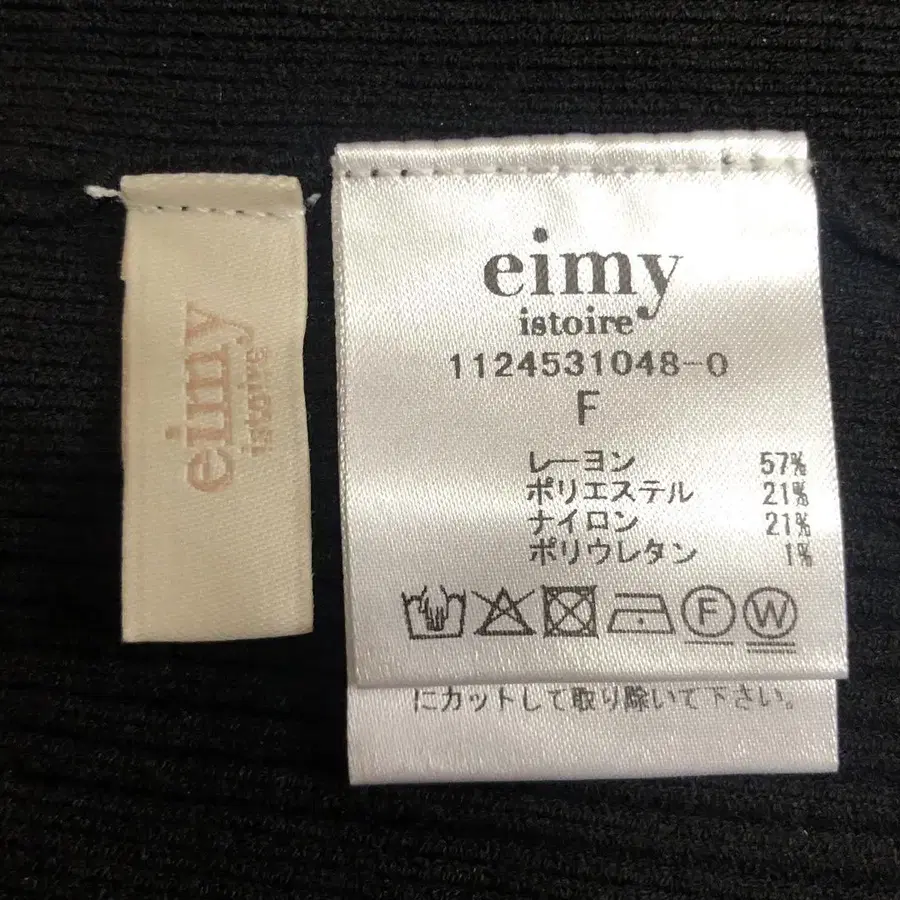 eimy
istoire
eimy
istoire
1124531048-0
F
レーヨン 57%
ポリエステル 21%
ナイロン 21%
ポリウレタン 1%
F W
にカットして取り除いて下さい。